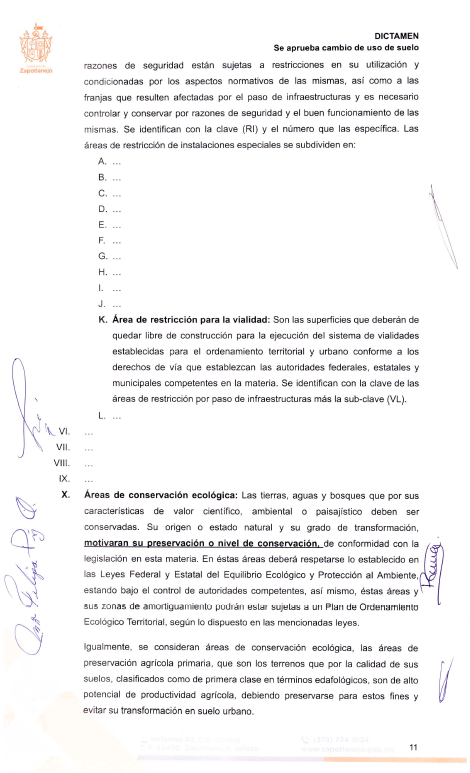 DICTAMEN
Se aprueba cambio de uso de suelo
Zapotlanejo
razones de seguridad están sujetas a restricciones en su utilización y
condicionadas por los aspectos normativos de las mismas, así como a las
franjas que resulten afectadas por el paso de infraestructuras y es necesario
controlar y conservar por razones de seguridad y el buen funcionamiento de las
mismas. Se identifican con la clave (RI) y el número que las específica. Las
áreas de restricción de instalaciones especiales se subdividen en:
A. ...
B. ...
C. ...
D. ...
E. ...
F. ...
G. ...
H. ...
I. ...
J. ...
K. Área de restricción para la vialidad: Son las superficies que deberán de
quedar libre de construcción para la ejecución del sistema de vialidades
establecidas para el ordenamiento territorial y urbano conforme a los
derechos de vía que establezcan las autoridades federales, estatales y
municipales competentes en la materia. Se identifican con la clave de las
áreas de restricción por paso de infraestructuras más la sub-clave (VL).
L. ...
VI. ...
VII. ...
VIII. ...
IX. ...
X. Áreas de conservación ecológica: Las tierras, aguas y bosques que por sus
características de valor científico, ambiental o paisajístico deben ser
conservadas. Su origen o estado natural y su grado de transformación,
motivaran su preservación o nivel de conservación, de conformidad con la
legislación en esta materia. En éstas áreas deberá respetarse lo establecido en
las Leyes Federal y Estatal del Equilibrio Ecológico y Protección al Ambiente,
estando bajo el control de autoridades competentes, así mismo, éstas áreas y
sus zonas de amortiguamiento podrán estar sujetas a un Plan de Ordenamiento
Ecológico Territorial, según lo dispuesto en las mencionadas leyes.
Igualmente, se consideran áreas de conservación ecológica, las áreas de
preservación agrícola primaria, que son los terrenos que por la calidad de sus
suelos, clasificados como de primera clase en términos edafológicos, son de alto
potencial de productividad agrícola, debiendo preservarse para estos fines y
evitar su transformación en suelo urbano.
11